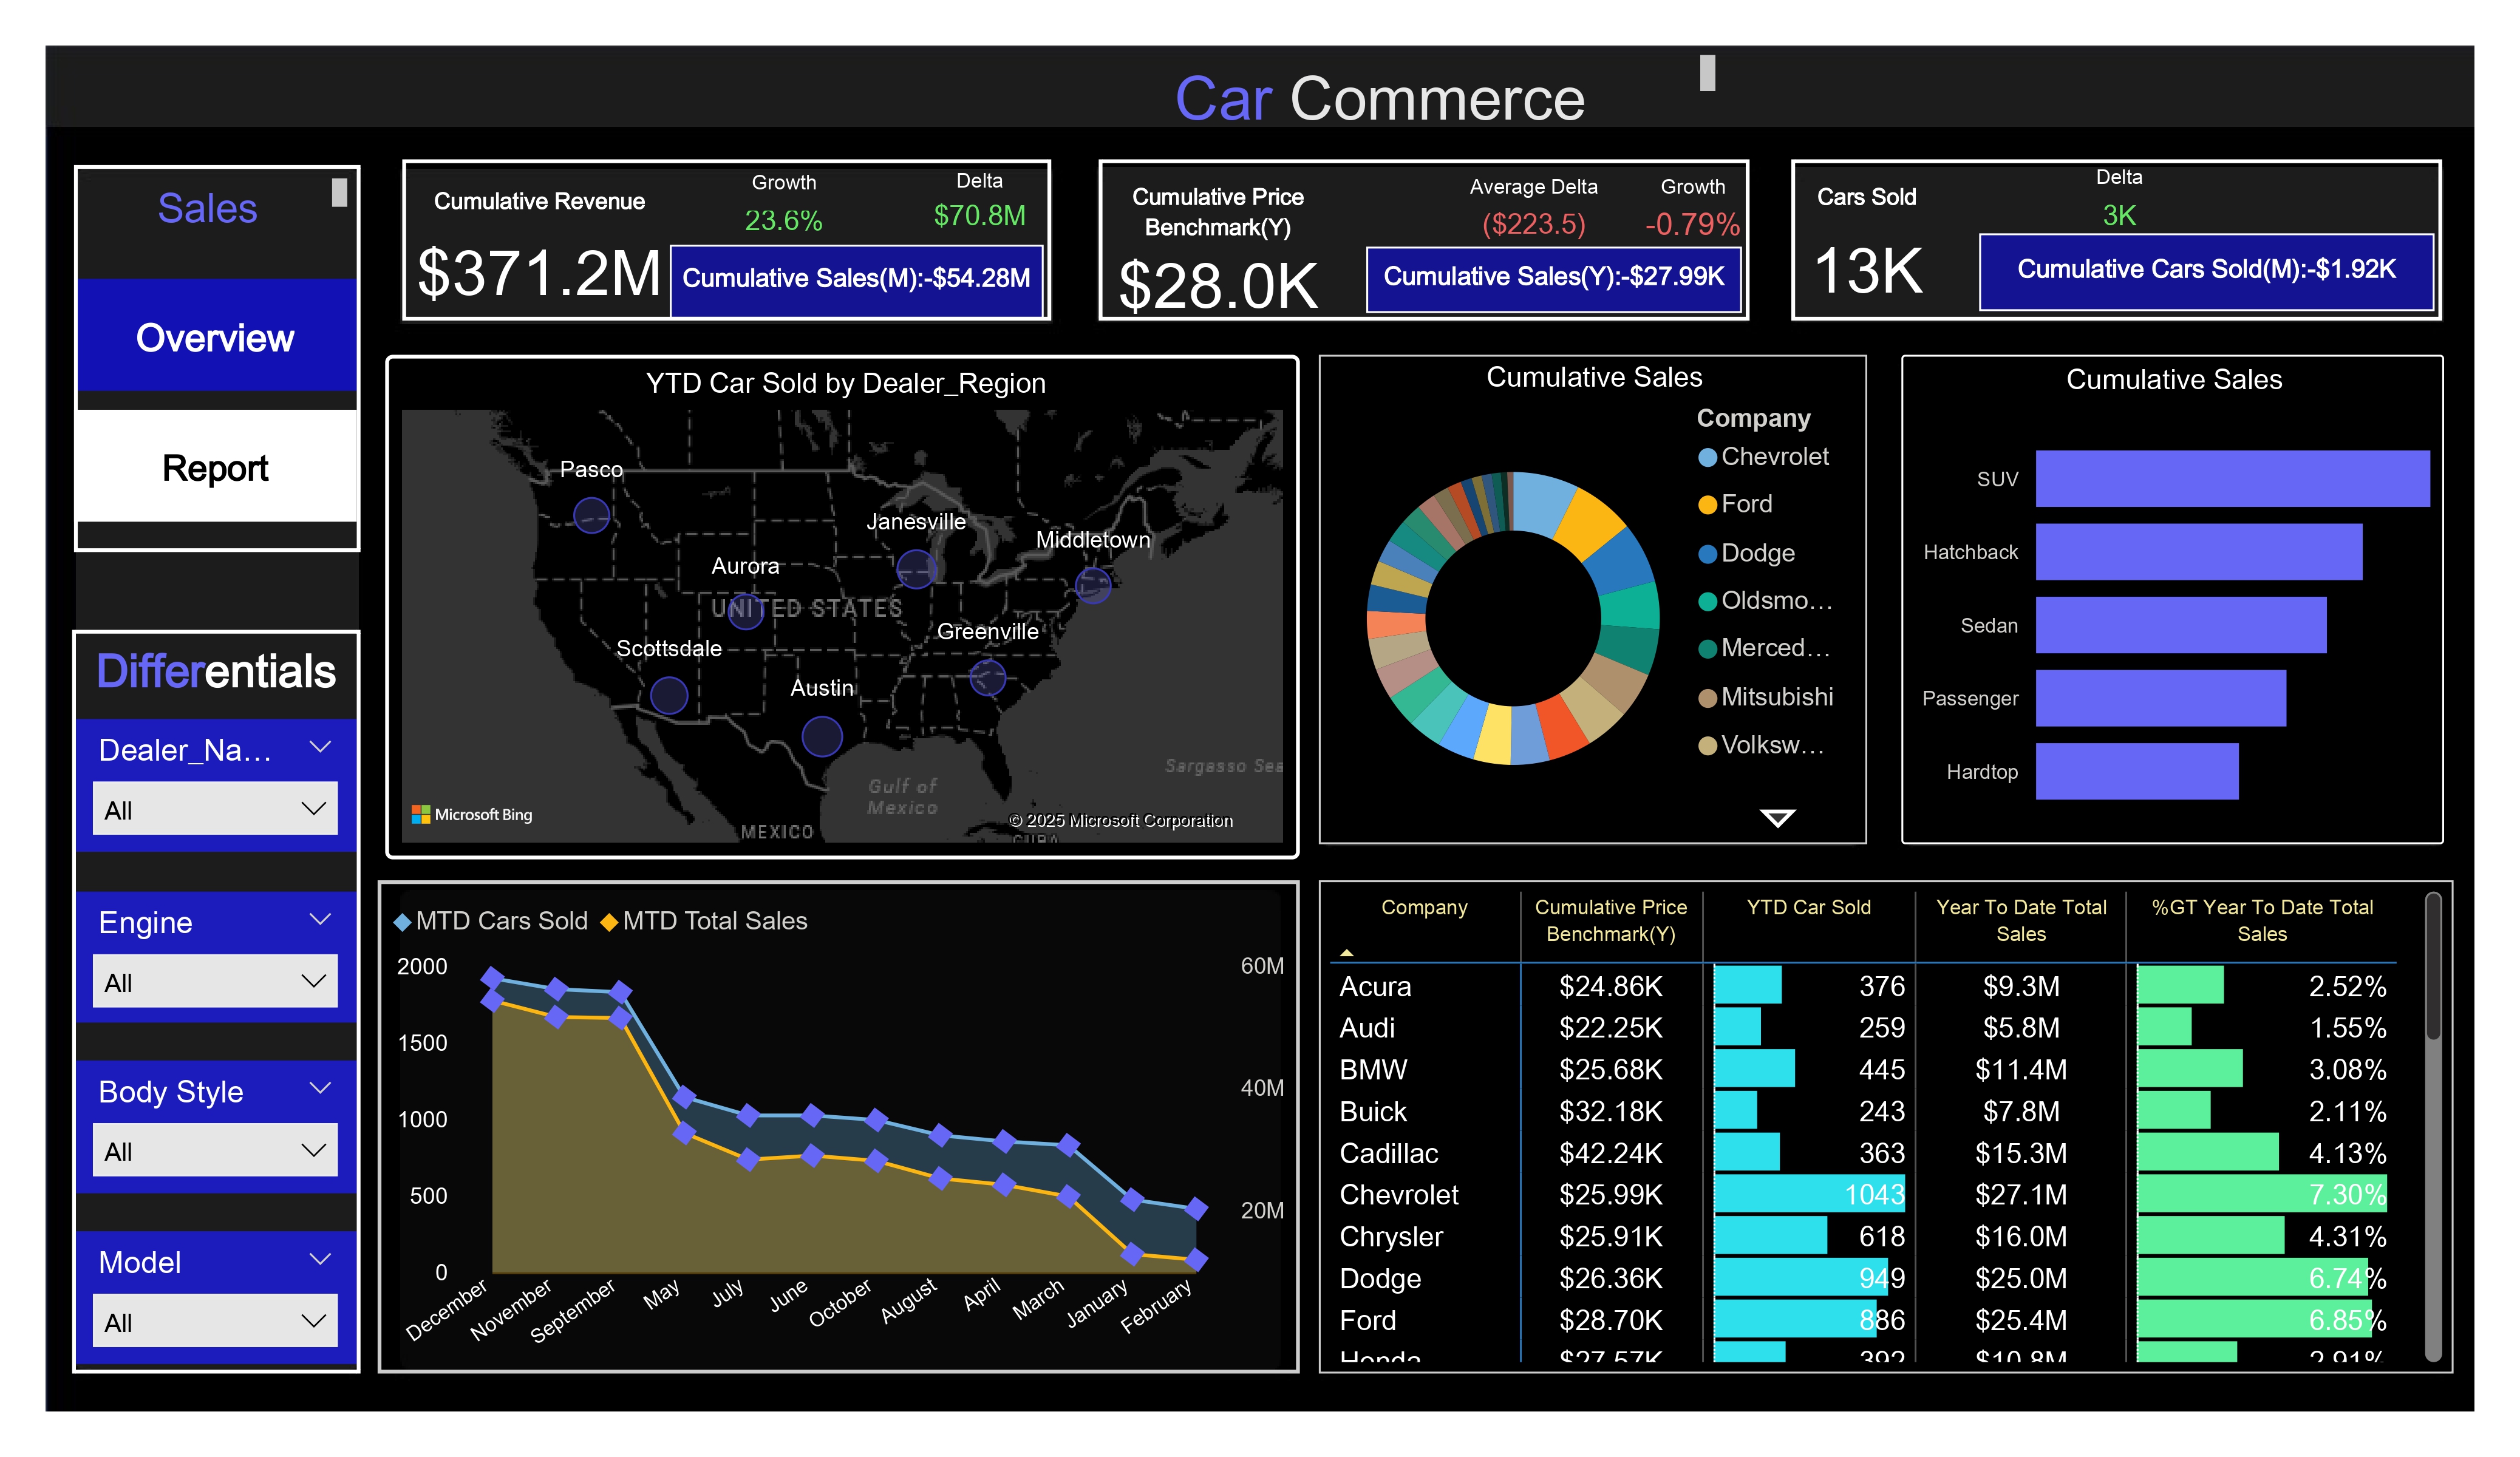 Car Commerce
Sales
Overview
Report
Cumulative Revenue
Growth
Delta
23.6%
$70.8M
$371.2M
Cumulative Sales(M):-$54.28M
Cumulative Price
Benchmark(Y)
Average Delta
Growth
($223.5)
-0.79%
$28.0K
Cumulative Sales(Y):-$27.99K
Cars Sold
Delta
3K
13K
Cumulative Cars Sold(M):-$1.92K
Differentials
Dealer_Na…
All
Engine
All
Body Style
All
Model
All
YTD Car Sold by Dealer_Region
Pasco
Janesville
Middletown
Aurora
UNITED STATES
Greenville
Scottsdale
Austin
Sargasso Sea
Gulf of
Mexico
Microsoft Bing
© 2025 Microsoft Corporation
MEXICO
CUBA
Cumulative Sales
Company
Chevrolet
Ford
Dodge
Oldsmo…
Merced…
Mitsubishi
Volksw…
Cumulative Sales
SUV
Hatchback
Sedan
Passenger
Hardtop
MTD Cars Sold
MTD Total Sales
2000
1500
1000
500
0
60M
40M
20M
December
November
September
May
July
June
October
August
April
March
January
February
Company
Cumulative Price
Benchmark(Y)
YTD Car Sold
Year To Date Total
Sales
%GT Year To Date Total
Sales
Acura $24.86K 376 $9.3M 2.52%
Audi $22.25K 259 $5.8M 1.55%
BMW $25.68K 445 $11.4M 3.08%
Buick $32.18K 243 $7.8M 2.11%
Cadillac $42.24K 363 $15.3M 4.13%
Chevrolet $25.99K 1043 $27.1M 7.30%
Chrysler $25.91K 618 $16.0M 4.31%
Dodge $26.36K 949 $25.0M 6.74%
Ford $28.70K 886 $25.4M 6.85%
Honda $27.57K 392 $10.8M 2.91%